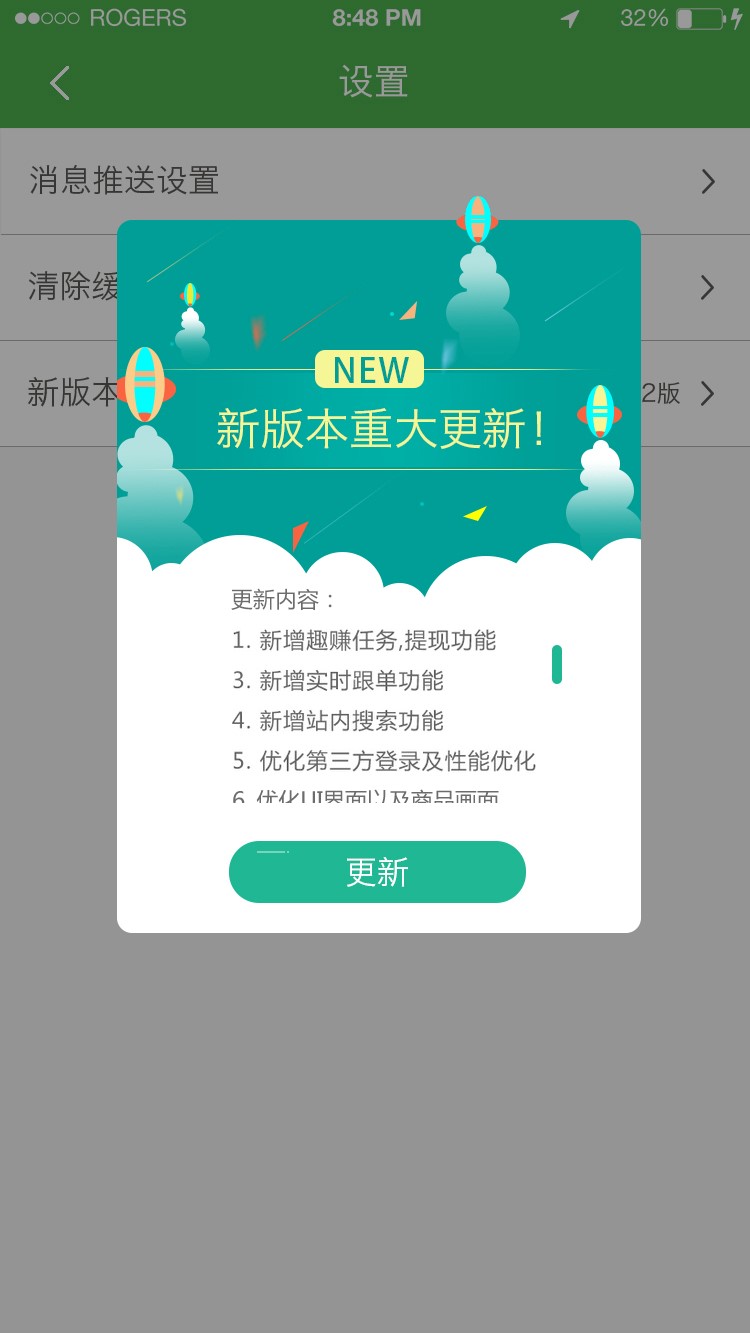 ROGERS 8:48 PM 32%
设置
消息推送设置
清除缓
新版本
2版
NEW
新版本重大更新!
更新内容：
1. 新增趣赚任务,提现功能
3. 新增实时跟单功能
4. 新增站内搜索功能
5. 优化第三方登录及性能优化
6. 优化UI界面以及商品画面
更新